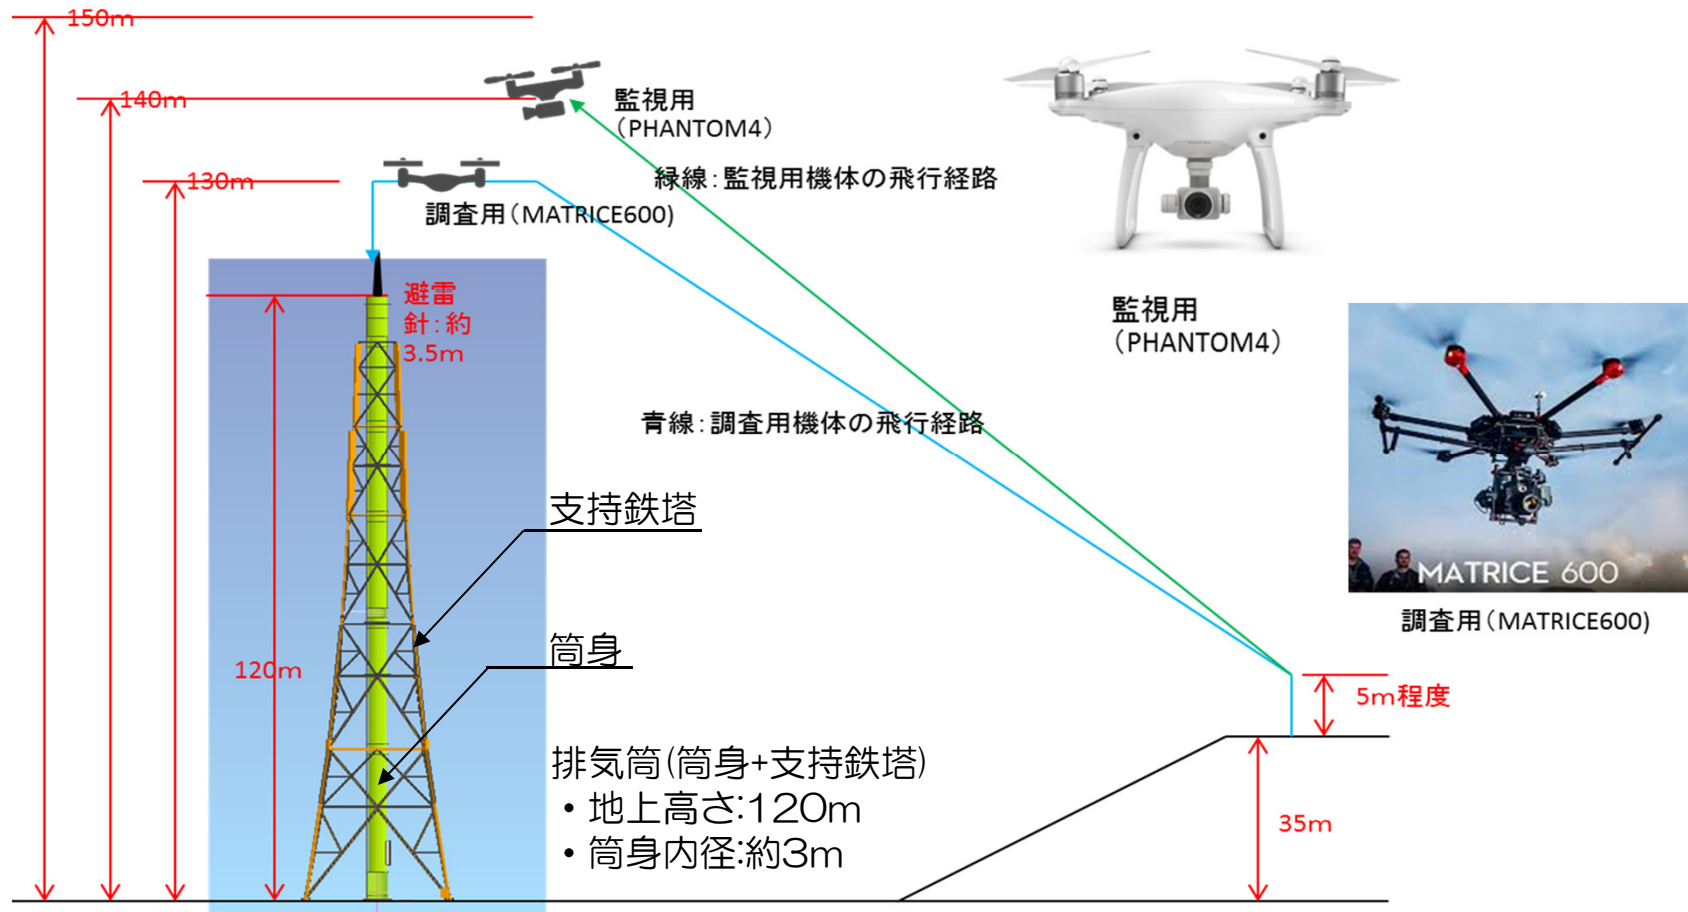 150m
140m
130m
監視用
（PHANTOM4）
緑線：監視用機体の飛行経路
調査用（MATRICE600）
避雷
針：約
3.5m
監視用
（PHANTOM4）
青線：調査用機体の飛行経路
支持鉄塔
MATRICE 600
調査用（MATRICE600）
筒身
120m
5m程度
排気筒(筒身+支持鉄塔)
・地上高さ:120m
・筒身内径:約3m
35m